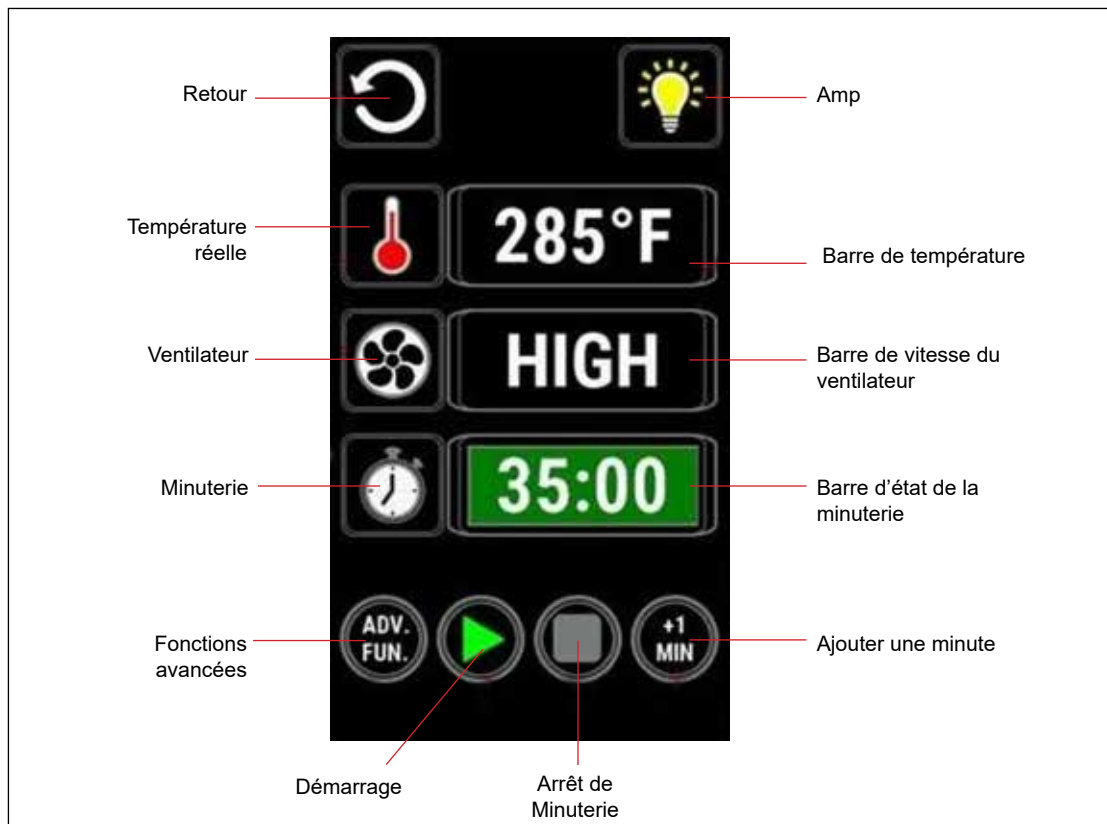 Retour
Amp
Température
réelle
285°F
Barre de température
Ventilateur
HIGH
Barre de vitesse du
ventilateur
Minuterie
35:00
Barre d’état de la
minuterie
Fonctions
avancées
ADV.
FUN.
+1
MIN
Ajouter une minute
Démarrage
Arrêt de
Minuterie